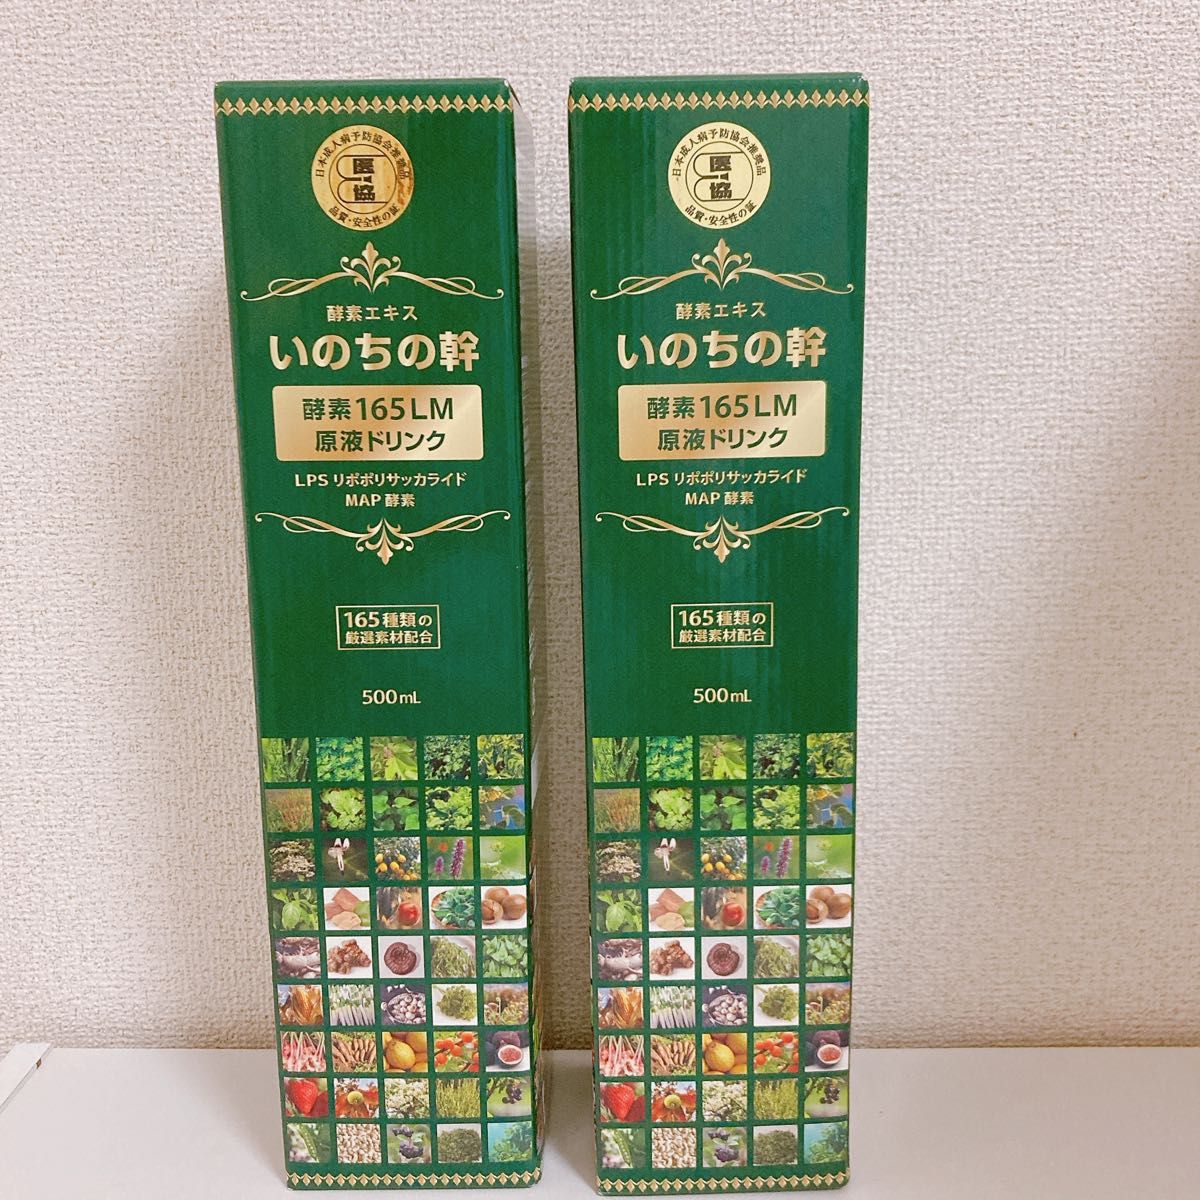 日本成人病予防協会推奨品
医
協
品質・安全性の証
酵素エキス
いのちの幹
酵素165LM
原液ドリンク
LPS リポポリサッカライド
MAP 酵素
165種類の
厳選素材配合
500mL
日本成人病予防協会推奨品
医
協
品質・安全性の証
酵素エキス
いのちの幹
酵素165LM
原液ドリンク
LPS リポポリサッカライド
MAP 酵素
165種類の
厳選素材配合
500mL